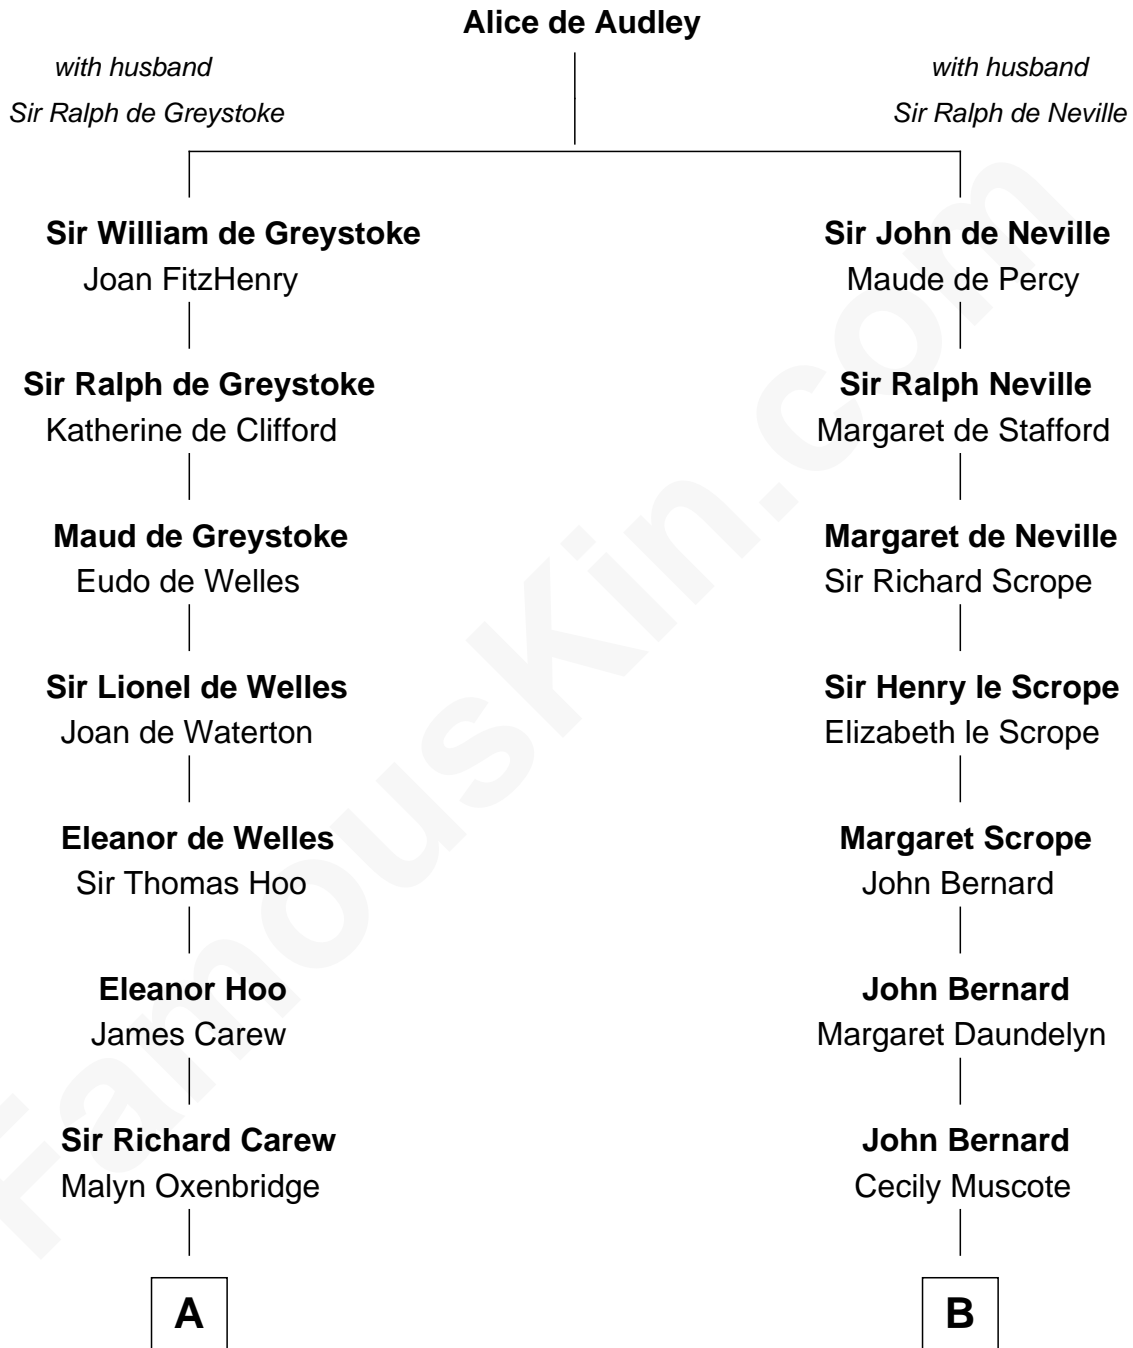 Alice de Audley
with husband
Sir Ralph de Greystoke
with husband
Sir Ralph de Neville
Sir William de Greystoke
Joan FitzHenry
Sir Ralph de Greystoke
Katherine de Clifford
Maud de Greystoke
Eudo de Welles
Sir Lionel de Welles
Joan de Waterton
Eleanor de Welles
Sir Thomas Hoo
Eleanor Hoo
James Carew
Sir Richard Carew
Malyn Oxenbridge
A
Sir John de Neville
Maude de Percy
Sir Ralph Neville
Margaret de Stafford
Margaret de Neville
Sir Richard Scrope
Sir Henry le Scrope
Elizabeth le Scrope
Margaret Scrope
John Bernard
John Bernard
Margaret Daundelyn
John Bernard
Cecily Muscote
B
FamousKin.com